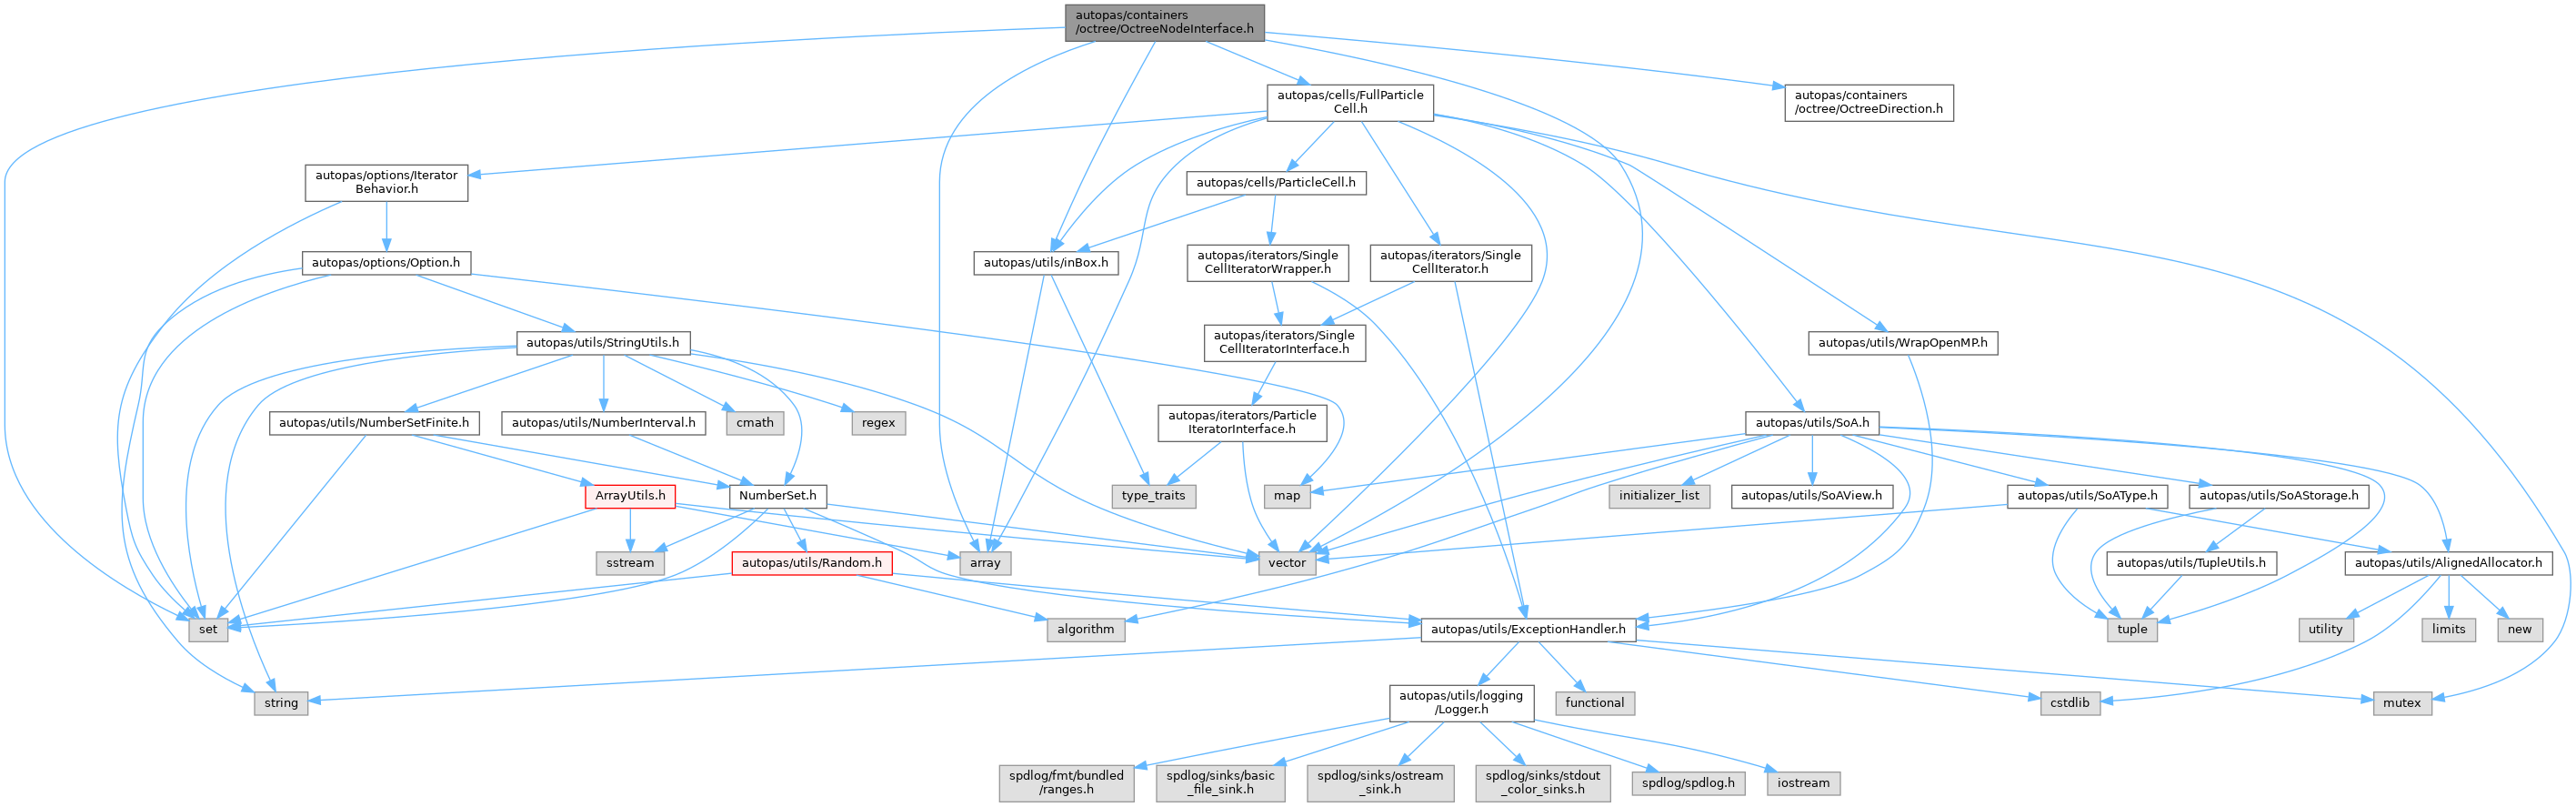 autopas/containers
/octree/OctreeNodeInterface.h
autopas/cells/FullParticle
Cell.h
autopas/containers
/octree/OctreeDirection.h
autopas/options/Iterator
Behavior.h
autopas/cells/ParticleCell.h
autopas/options/Option.h
autopas/utils/inBox.h
autopas/iterators/Single
CellIteratorWrapper.h
autopas/iterators/Single
CellIterator.h
autopas/utils/StringUtils.h
autopas/iterators/Single
CellIteratorInterface.h
autopas/utils/WrapOpenMP.h
autopas/utils/NumberSetFinite.h
autopas/utils/NumberInterval.h
cmath
regex
autopas/iterators/Particle
IteratorInterface.h
autopas/utils/SoA.h
ArrayUtils.h
NumberSet.h
type_traits
map
initializer_list
autopas/utils/SoAView.h
autopas/utils/SoAType.h
autopas/utils/SoAStorage.h
sstream
autopas/utils/Random.h
array
vector
autopas/utils/TupleUtils.h
autopas/utils/AlignedAllocator.h
set
algorithm
autopas/utils/ExceptionHandler.h
tuple
utility
limits
new
string
autopas/utils/logging
/Logger.h
functional
cstdlib
mutex
spdlog/fmt/bundled
/ranges.h
spdlog/sinks/basic
_file_sink.h
spdlog/sinks/ostream
_sink.h
spdlog/sinks/stdout
_color_sinks.h
spdlog/spdlog.h
iostream